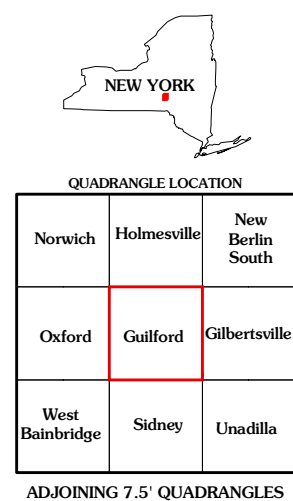 NEW YORK
QUADRANGLE LOCATION
Norwich
Holmesville
New
Berlin
South
Oxford
Guilford
Gilbertsville
West
Bainbridge
Sidney
Unadilla
ADJOINING 7.5' QUADRANGLES